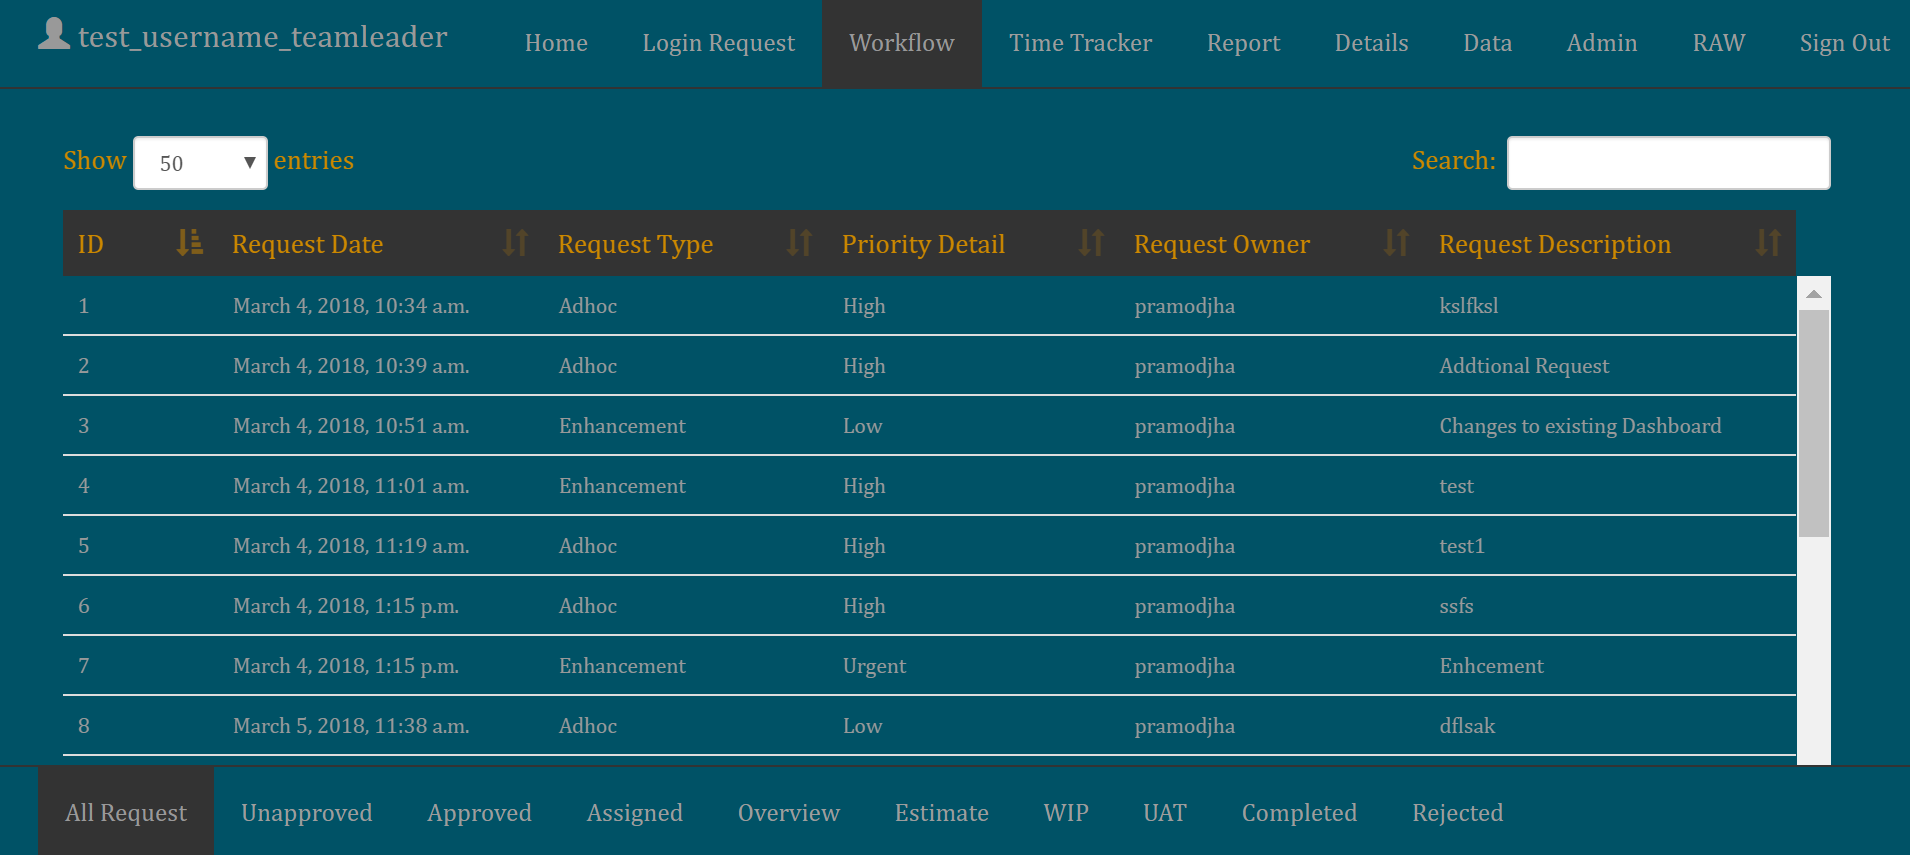 test_username_teamleader Home Login Request Workflow Time Tracker Report Details Data Admin RAW Sign Out
Show 50 entries Search:
ID Request Date Request Type Priority Detail Request Owner Request Description
1 March 4, 2018, 10:34 a.m. Adhoc High pramodjha kslfksl
2 March 4, 2018, 10:39 a.m. Adhoc High pramodjha Addtional Request
3 March 4, 2018, 10:51 a.m. Enhancement Low pramodjha Changes to existing Dashboard
4 March 4, 2018, 11:01 a.m. Enhancement High pramodjha test
5 March 4, 2018, 11:19 a.m. Adhoc High pramodjha test1
6 March 4, 2018, 1:15 p.m. Adhoc High pramodjha ssfs
7 March 4, 2018, 1:15 p.m. Enhancement Urgent pramodjha Enhcement
8 March 5, 2018, 11:38 a.m. Adhoc Low pramodjha dflsak
All Request Unapproved Approved Assigned Overview Estimate WIP UAT Completed Rejected